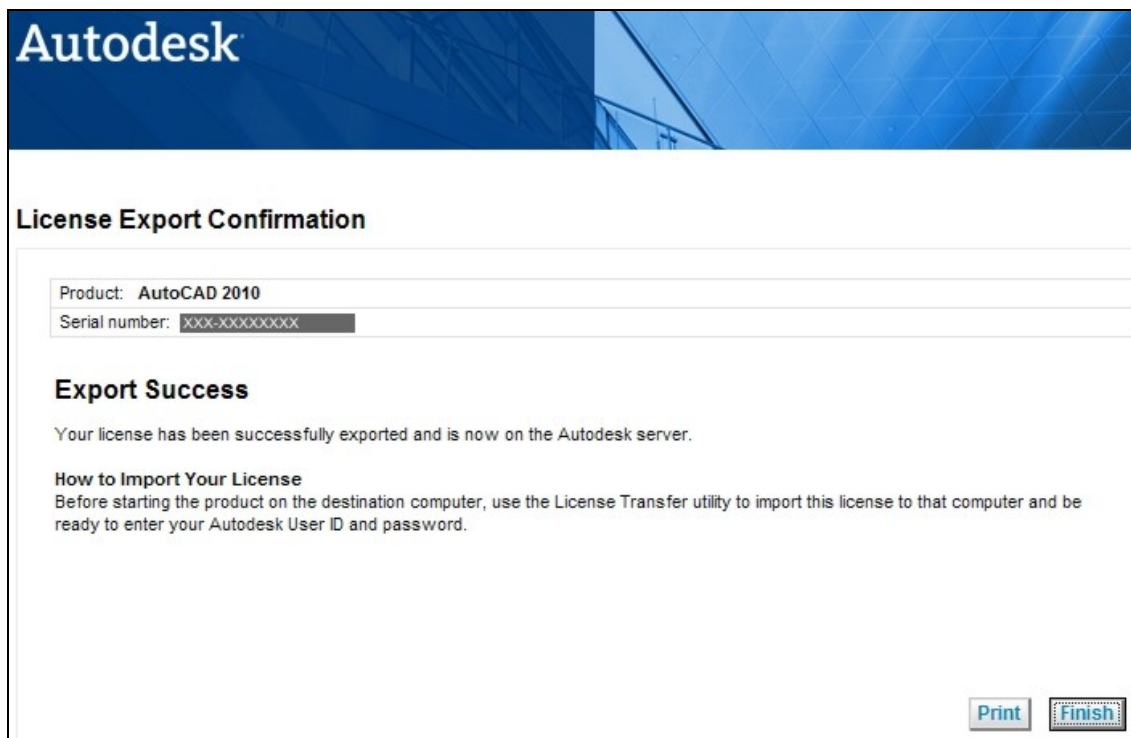 Autodesk
License Export Confirmation
Product: AutoCAD 2010
Serial number: XXX-XXXXXXXX
Export Success
Your license has been successfully exported and is now on the Autodesk server.
How to Import Your License
Before starting the product on the destination computer, use the License Transfer utility to import this license to that computer and be
ready to enter your Autodesk User ID and password.
Print Finish